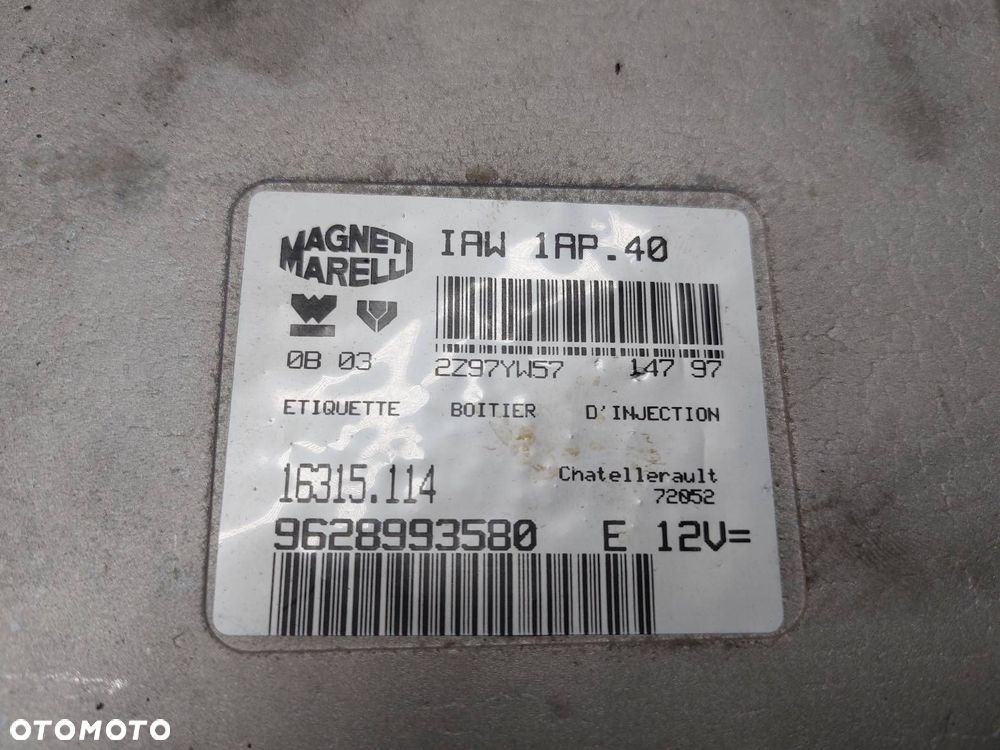 MAGNETI
MARELLI
IAW 1AP.40
0B 03
2Z97YW57 147 97
ETIQUETTE BOITIER D'INJECTION
16315.114
Chatellerault
72052
9628993580 E 12V=
OTOMOTO